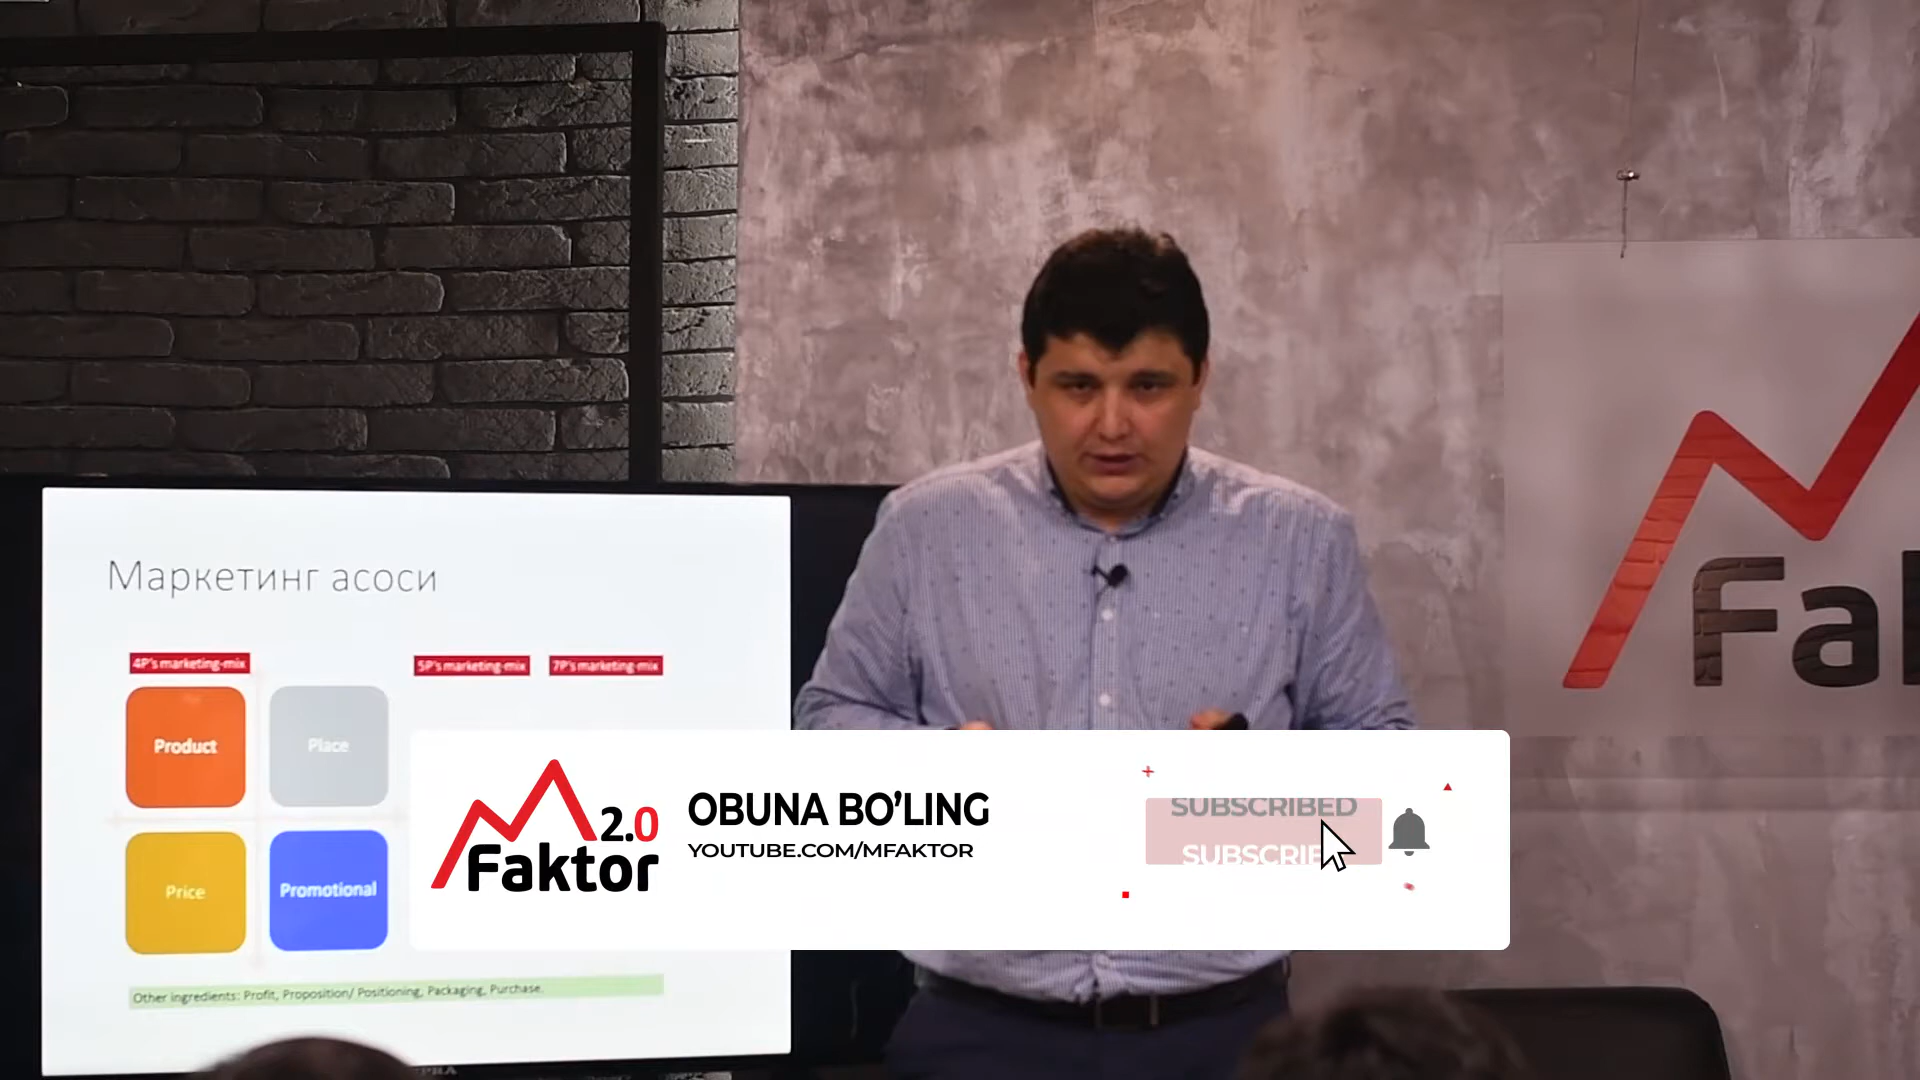 Маркетинг асоси
4P's marketing-mix
5P's marketing-mix
7P's marketing-mix
Product
Place
Price
Promotional
Other ingredients: Profit, Proposition/ Positioning, Packaging, Purchase.
Fa
Faktor 2.0
OBUNA BO'LING
YOUTUBE.COM/MFAKTOR
SUBSCRIBED
SUBSCRIB